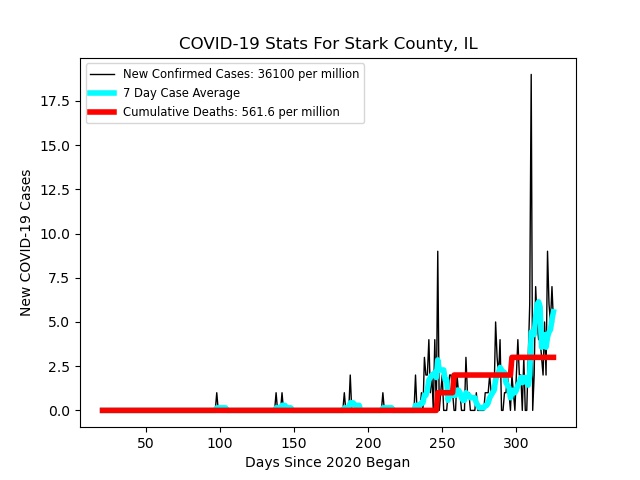 COVID-19 Stats For Stark County, IL
New Confirmed Cases: 36100 per million
7 Day Case Average
Cumulative Deaths: 561.6 per million
New COVID-19 Cases
17.5
15.0
12.5
10.0
7.5
5.0
2.5
0.0
50 100 150 200 250 300
Days Since 2020 Began